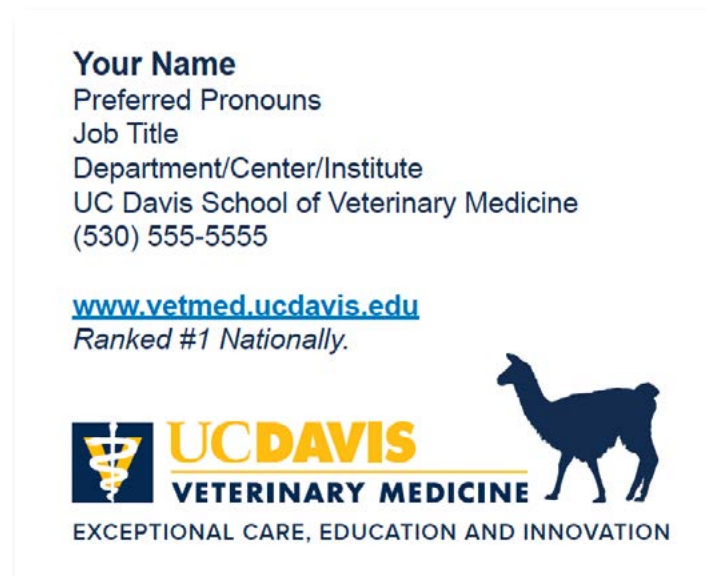 Your Name
Preferred Pronouns
Job Title
Department/Center/Institute
UC Davis School of Veterinary Medicine
(530) 555-5555
www.vetmed.ucdavis.edu
Ranked #1 Nationally.
UCDAVIS
VETERINARY MEDICINE
EXCEPTIONAL CARE, EDUCATION AND INNOVATION